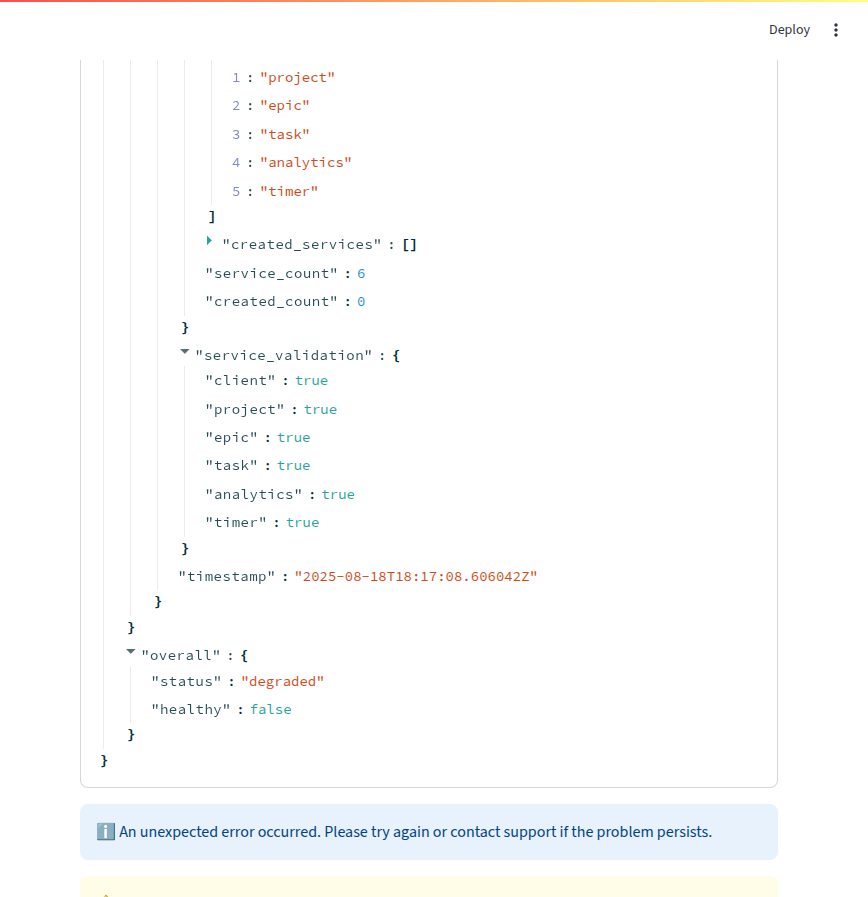 Deploy
1 : "project"
2 : "epic"
3 : "task"
4 : "analytics"
5 : "timer"
]
"created_services" : []
"service_count" : 6
"created_count" : 0
}
"service_validation" : {
"client" : true
"project" : true
"epic" : true
"task" : true
"analytics" : true
"timer" : true
}
"timestamp" : "2025-08-18T18:17:08.606042Z"
}
}
"overall" : {
"status" : "degraded"
"healthy" : false
}
}
ℹ️ An unexpected error occurred. Please try again or contact support if the problem persists.